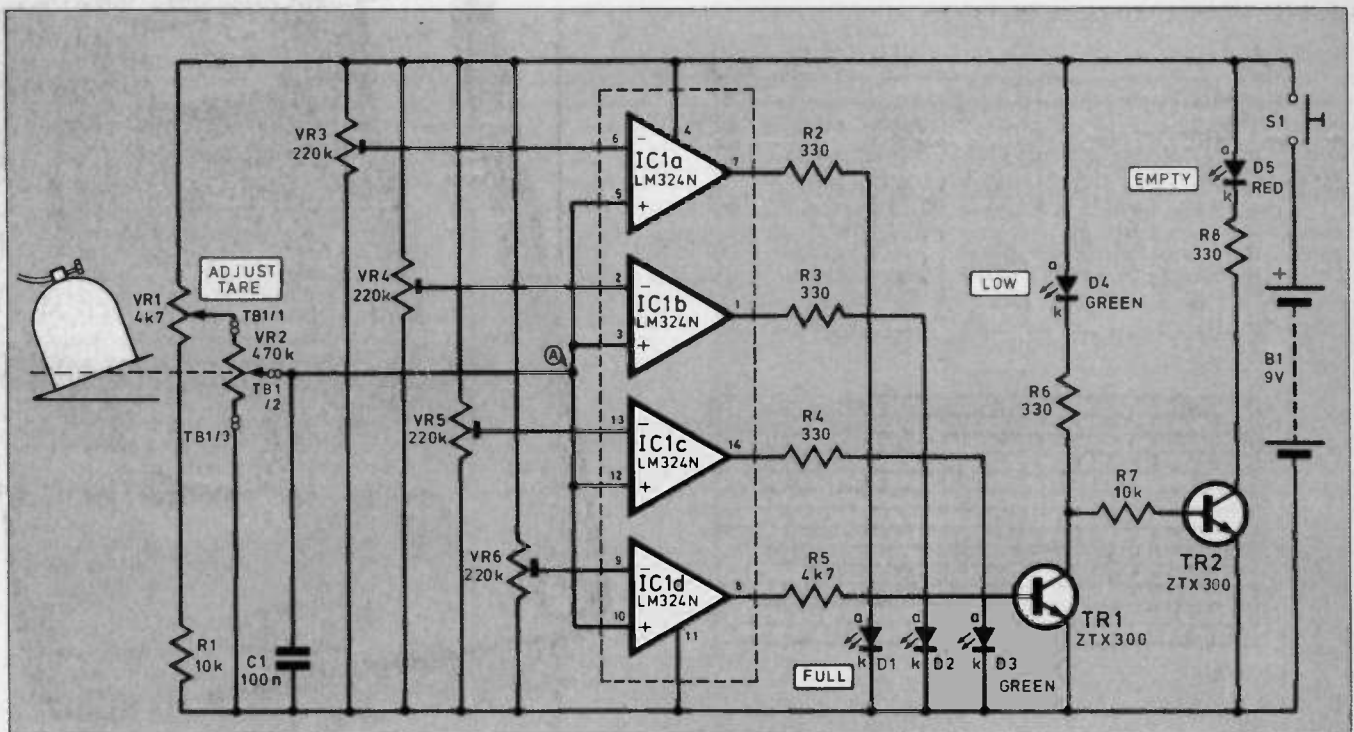 VR3
220k
VR4
220k
VR5
220k
VR6
220k
VR1
4k7
ADJUST
TARE
TB1/1
VR2
470k
TB1
/2
TB1/3
R1
10k
C1
100n
A
6
−
5
+
4
7
IC1a
LM324N
2
−
3
+
1
IC1b
LM324N
13
−
12
+
14
IC1c
LM324N
9
−
10
+
8
11
IC1d
LM324N
R2
330
R3
330
R4
330
R5
4k7
FULL
a
k
D1
a
k
D2
a
k
D3
GREEN
LOW
a
k
D4
GREEN
R6
330
R7
10k
TR1
ZTX300
TR2
ZTX300
EMPTY
a
k
D5
RED
R8
330
S1
+
B1
9V